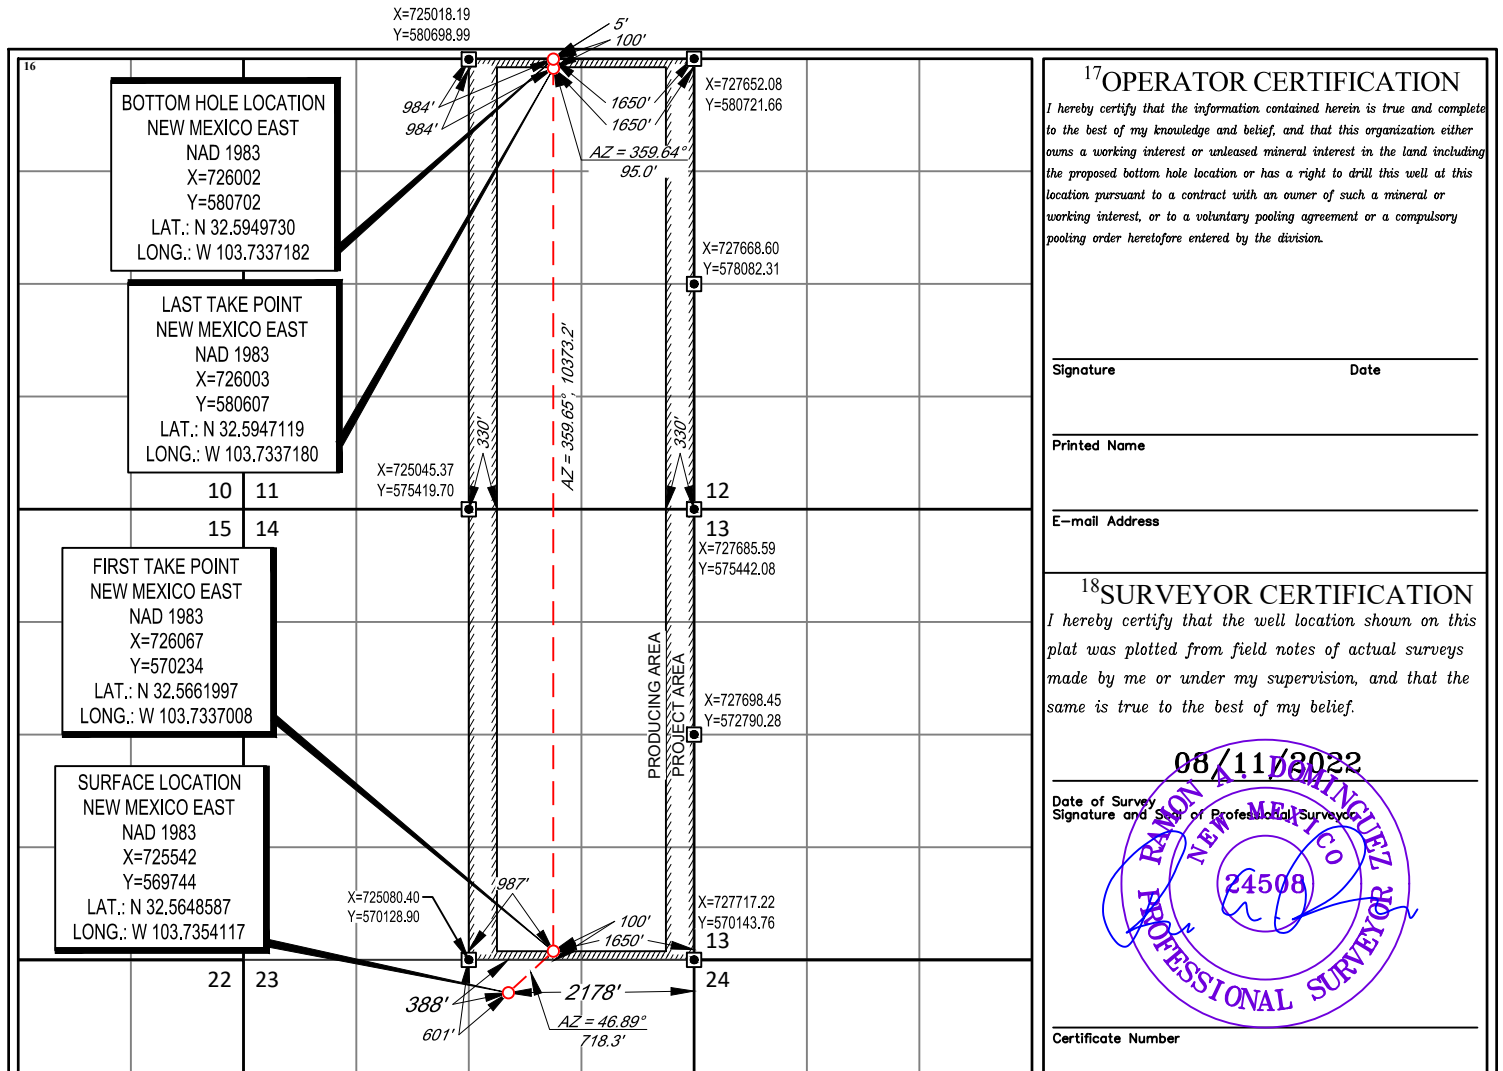 X=725018.19
Y=580698.99
5'
100'
16
BOTTOM HOLE LOCATION
NEW MEXICO EAST
NAD 1983
X=726002
Y=580702
LAT.: N 32.5949730
LONG.: W 103.7337182
984'
984'
1650'
1650'
X=727652.08
Y=580721.66
AZ = 359.64°
95.0'
LAST TAKE POINT
NEW MEXICO EAST
NAD 1983
X=726003
Y=580607
LAT.: N 32.5947119
LONG.: W 103.7337180
X=727668.60
Y=578082.31
AZ = 359.65°, 10373.2'
330'
330'
X=725045.37
Y=575419.70
10
11
12
15
14
13
X=727685.59
Y=575442.08
FIRST TAKE POINT
NEW MEXICO EAST
NAD 1983
X=726067
Y=570234
LAT.: N 32.5661997
LONG.: W 103.7337008
PRODUCING AREA
PROJECT AREA
X=727698.45
Y=572790.28
SURFACE LOCATION
NEW MEXICO EAST
NAD 1983
X=725542
Y=569744
LAT.: N 32.5648587
LONG.: W 103.7354117
X=725080.40
Y=570128.90
987'
100'
1650'
X=727717.22
Y=570143.76
13
22
23
24
388'
601'
2178'
AZ = 46.89°
718.3'
17 OPERATOR CERTIFICATION
I hereby certify that the information contained herein is true and complete
to the best of my knowledge and belief, and that this organization either
owns a working interest or unleased mineral interest in the land including
the proposed bottom hole location or has a right to drill this well at this
location pursuant to a contract with an owner of such a mineral or
working interest, or to a voluntary pooling agreement or a compulsory
pooling order heretofore entered by the division.
Signature
Date
Printed Name
E-mail Address
18 SURVEYOR CERTIFICATION
I hereby certify that the well location shown on this
plat was plotted from field notes of actual surveys
made by me or under my supervision, and that the
same is true to the best of my belief.
08/11/2022
Date of Survey
Signature and Seal of Professional Surveyor
RAMON A. DOMINGUEZ
NEW MEXICO
24508
PROFESSIONAL SURVEYOR
Certificate Number